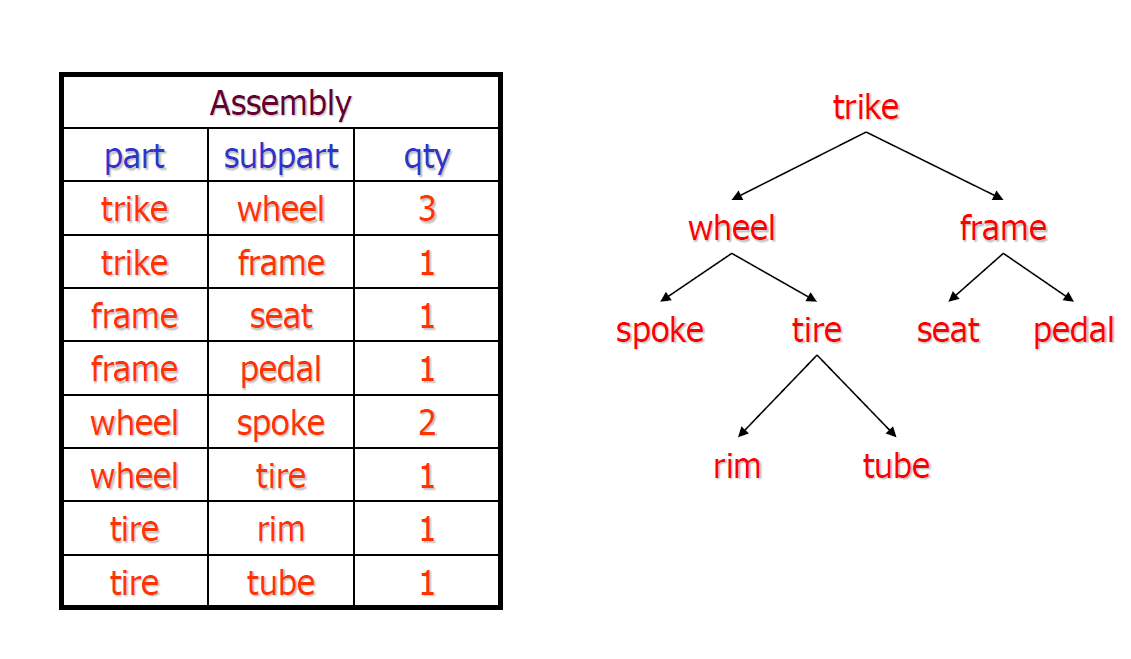 Assembly
part subpart qty
trike wheel 3
trike frame 1
frame seat 1
frame pedal 1
wheel spoke 2
wheel tire 1
tire rim 1
tire tube 1
trike
wheel frame
spoke tire seat pedal
rim tube